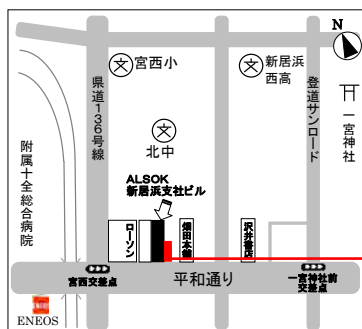 N
文
宮西小
文
新居浜
西高
県道136号線
登道サンロード
一宮神社
文
北中
附属十全総合病院
ALSOK
新居浜支社ビル
ローソン
畑田本舗
沢井書店
宮西交差点
平和通り
一宮神社前
交差点
ENEOS